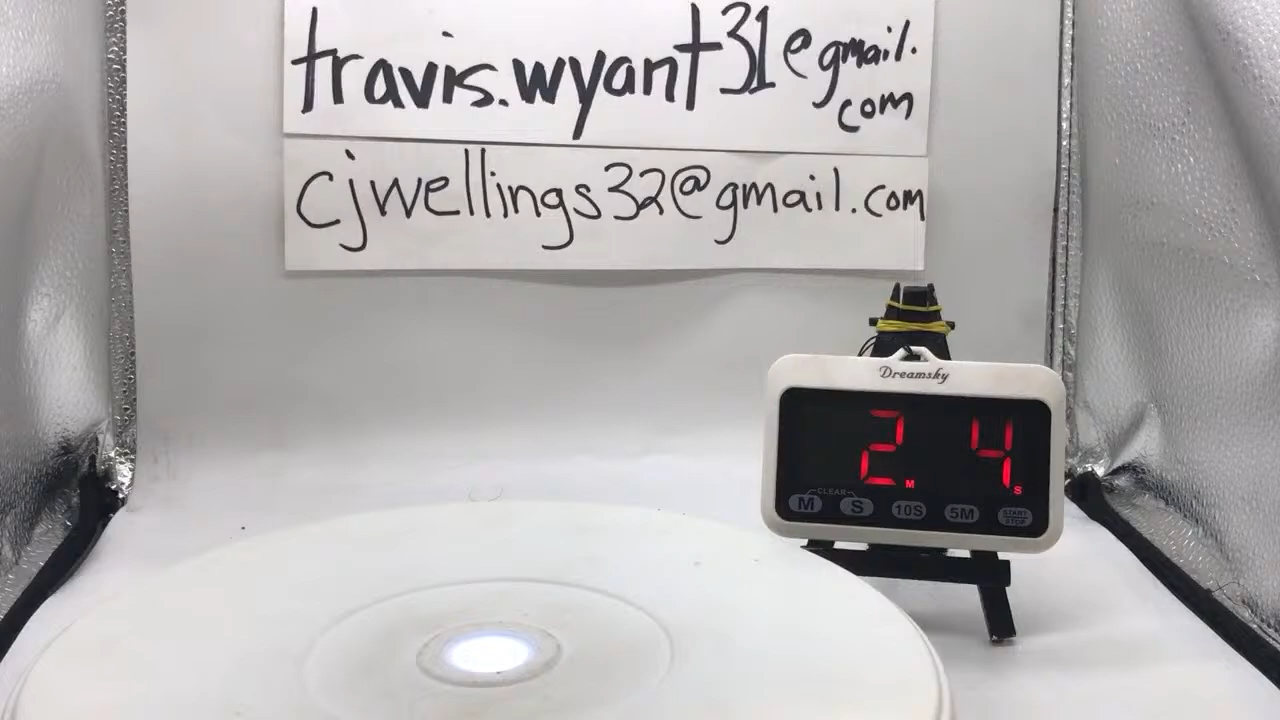 travis.wyant31@gmail.
com
cjwellings32@gmail.com
Dreamsky
2 M 4 S
CLEAR
M S 10S 5M START
STOP